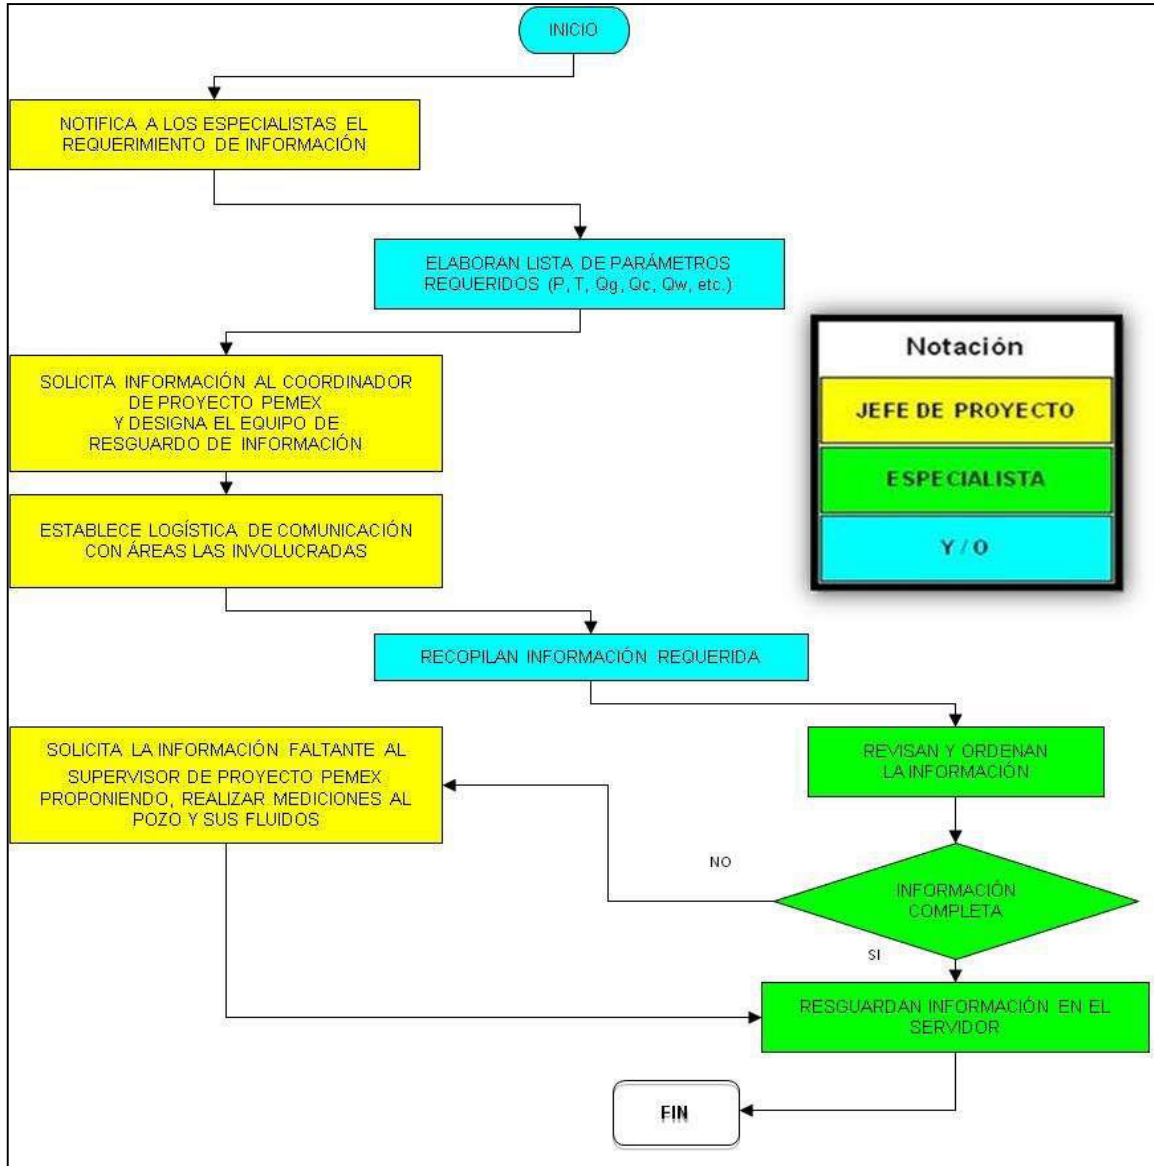 INICIO
NOTIFICA A LOS ESPECIALISTAS EL
REQUERIMIENTO DE INFORMACIÓN
ELABORAN LISTA DE PARÁMETROS
REQUERIDOS (P, T, Qg, Qc, Qw, etc.)
SOLICITA INFORMACIÓN AL COORDINADOR
DE PROYECTO PEMEX
Y DESIGNA EL EQUIPO DE
RESGUARDO DE INFORMACIÓN
ESTABLECE LOGÍSTICA DE COMUNICACIÓN
CON ÁREAS LAS INVOLUCRADAS
Notación
JEFE DE PROYECTO
ESPECIALISTA
Y / O
RECOPILAN INFORMACIÓN REQUERIDA
REVISAN Y ORDENAN
LA INFORMACIÓN
SOLICITA LA INFORMACIÓN FALTANTE AL
SUPERVISOR DE PROYECTO PEMEX
PROPONIENDO, REALIZAR MEDICIONES AL
POZO Y SUS FLUIDOS
NO
INFORMACIÓN
COMPLETA
SI
RESGUARDAN INFORMACIÓN EN EL
SERVIDOR
FIN